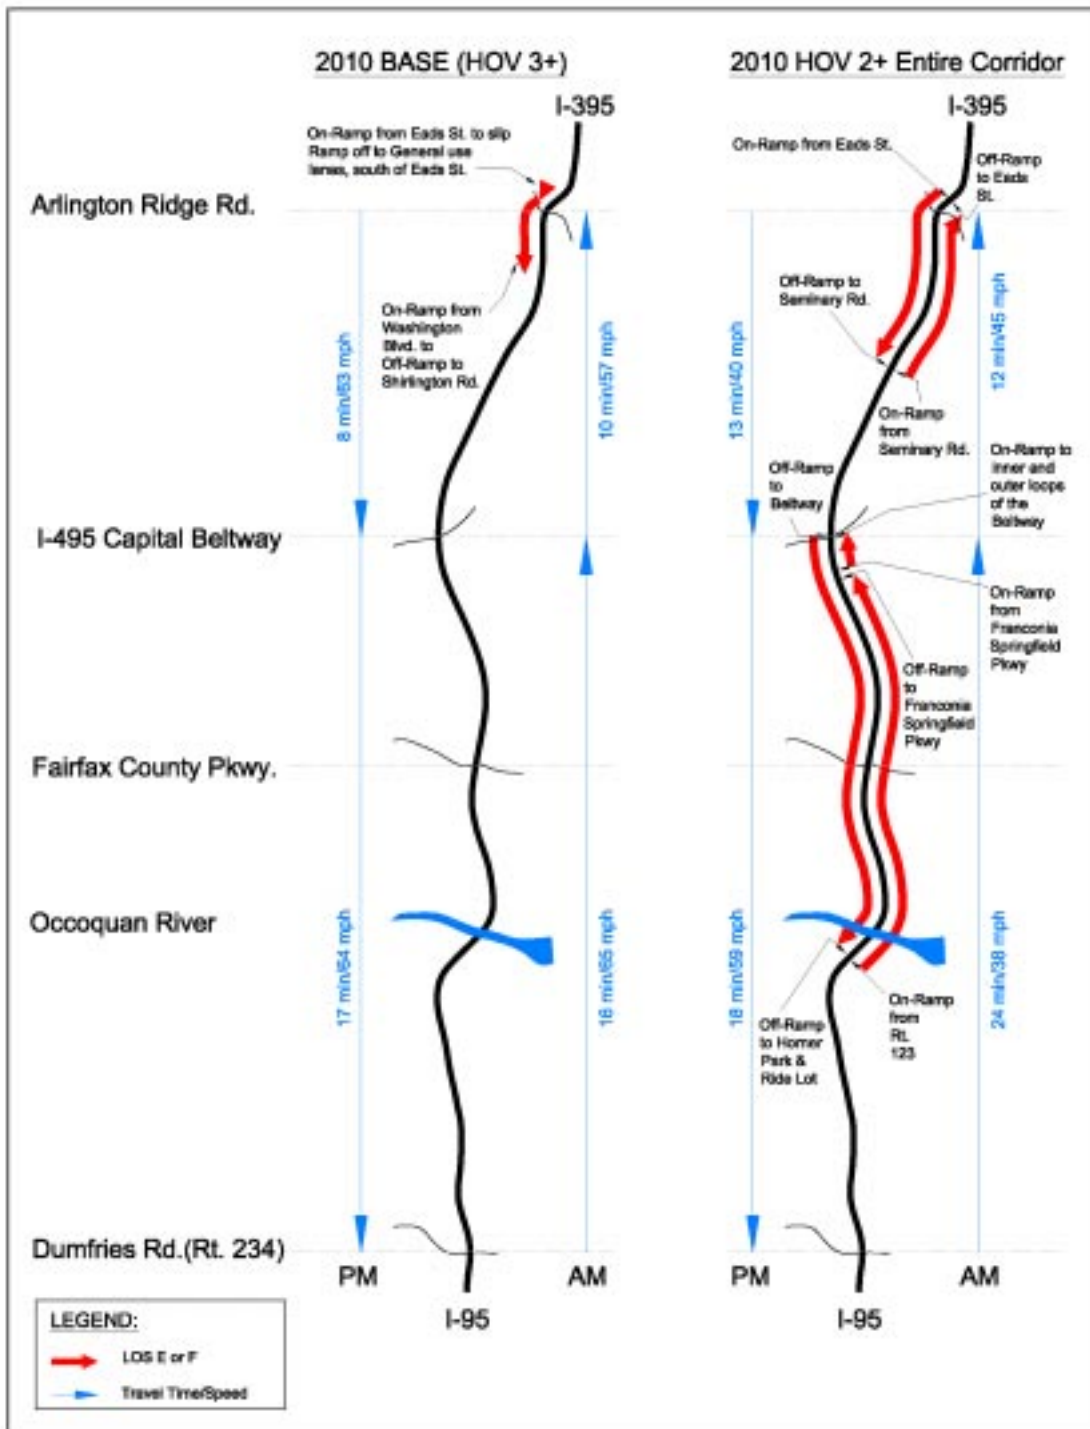 2010 BASE (HOV 3+)
I-395
On-Ramp from Eads St. to slip
Ramp off to General use
lanes, south of Eads St.
On-Ramp from
Washington
Blvd. to
Off-Ramp to
Shirlington Rd.
8 min/63 mph
10 min/57 mph
17 min/64 mph
16 min/65 mph
PM
AM
I-95
2010 HOV 2+ Entire Corridor
I-395
On-Ramp from Eads St.
Off-Ramp
to Eads
St.
Off-Ramp to
Seminary Rd.
On-Ramp
from
Seminary Rd.
Off-Ramp
to
Beltway
On-Ramp to
inner and
outer loops
of the
Beltway
On-Ramp
from
Franconia
Springfield
Pkwy
Off-Ramp
to
Franconia
Springfield
Pkwy
On-Ramp
from
Rt.
123
Off-Ramp
to Horner
Park &
Ride Lot
13 min/40 mph
12 min/45 mph
18 min/59 mph
24 min/38 mph
PM
AM
I-95
Arlington Ridge Rd.
I-495 Capital Beltway
Fairfax County Pkwy.
Occoquan River
Dumfries Rd.(Rt. 234)
LEGEND:
LOS E or F
Travel Time/Speed